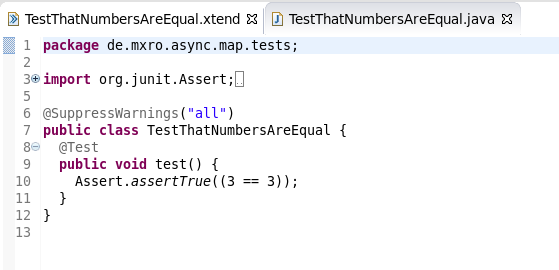 TestThatNumbersAreEqual.xtend TestThatNumbersAreEqual.java
1 package de.mxro.async.map.tests;
2
3 import org.junit.Assert;
5
6 @SuppressWarnings("all")
7 public class TestThatNumbersAreEqual {
8 @Test
9 public void test() {
10 Assert.assertTrue((3 == 3));
11 }
12 }
13